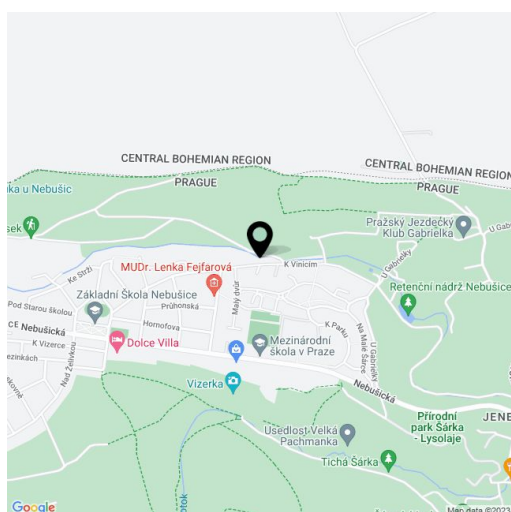 CENTRAL BOHEMIAN REGION
PRAGUE
CENTRAL BOHEMIAN REGION
PRAGUE
ka u Nebušic
sek
Pražský Jezdecký
Klub Gabrielka
U Gab
K Vinicím
MUDr. Lenka Fejfarová
Ke Strži
U Gabrielky
Základní Škola
Nebušice
Malý dvůr
Retenční nádrž Nebušice
Pod Starou školou
Průhonská
CE Nebušická
Hornofova
K Parku
Na Malé Šárce
U Gabrielky
K Vizerce
Dolce Villa
Mezinárodní
škola v Praze
ezinkách
Nad Želivkou
Nebušická
Vizerka
Přírodní
park Šárka
- Lysolaje
JENE
Usedlost Velká
Pachmanka
Tichá Šárka
otok
Google
Map data ©2023